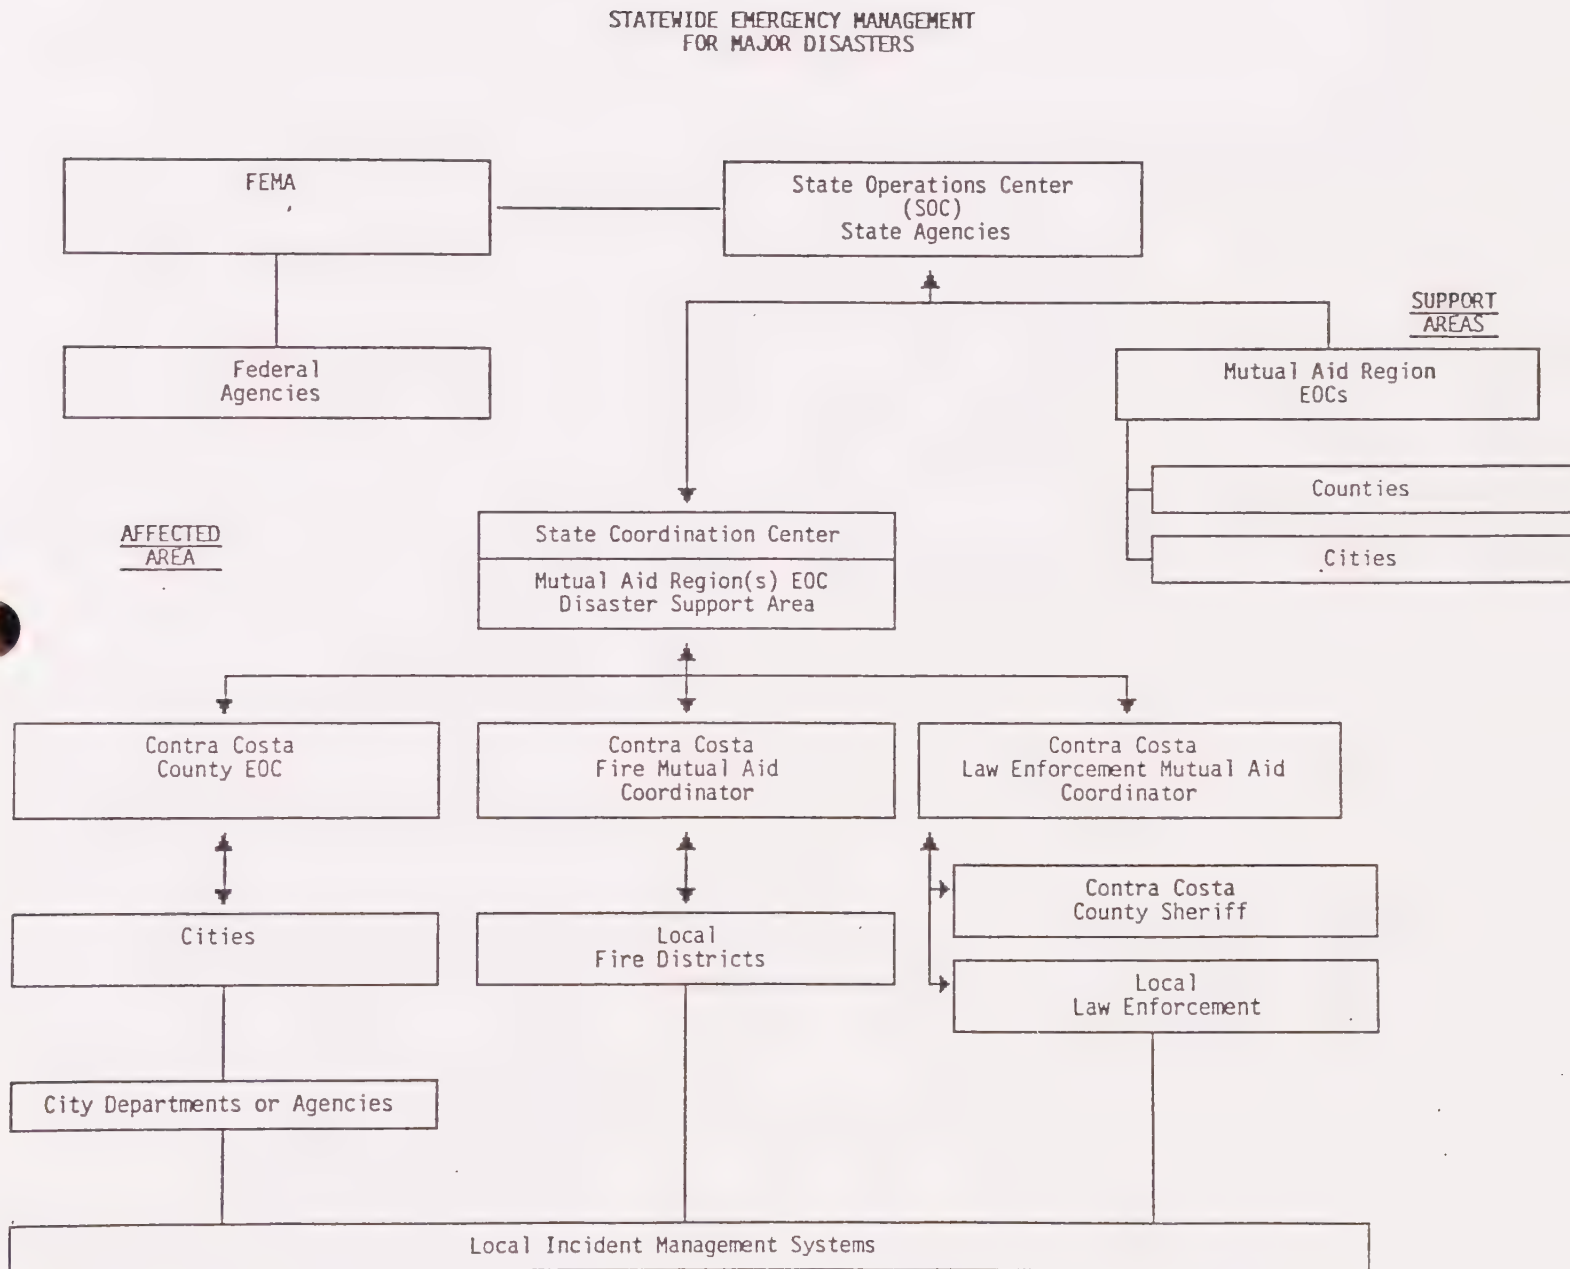 STATEWIDE EMERGENCY MANAGEMENT
FOR MAJOR DISASTERS
FEMA
State Operations Center
(SOC)
State Agencies
SUPPORT
AREAS
Federal
Agencies
Mutual Aid Region
EOCs
Counties
Cities
AFFECTED
AREA
State Coordination Center
Mutual Aid Region(s) EOC
Disaster Support Area
Contra Costa
County EOC
Contra Costa
Fire Mutual Aid
Coordinator
Contra Costa
Law Enforcement Mutual Aid
Coordinator
Cities
Local
Fire Districts
Contra Costa
County Sheriff
Local
Law Enforcement
City Departments or Agencies
Local Incident Management Systems